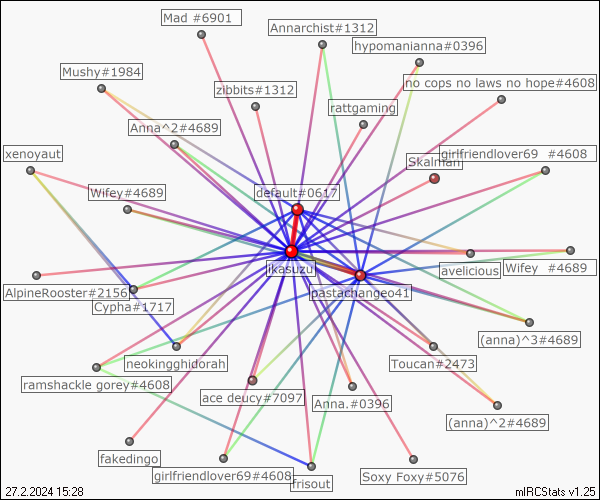 Mad #6901
Annarchist#1312
hypomanianna#0396
Mushy#1984
zibbits#1312
no cops no laws no hope#4608
rattgaming
Anna^2#4689
xenoyaut
Skalman
girlfriendlover69 #4608
Wifey#4689
default#0617
ikasuzu
avelicious
Wifey #4689
AlpineRooster#2156
pastachangeo41
Cypha#1717
(anna)^3#4689
neokingghidorah
Toucan#2473
ramshackle gorey#4608
ace deucy#7097
Anna.#0396
(anna)^2#4689
fakedingo
girlfriendlover69#4608
frisout
Soxy Foxy#5076
27.2.2024 15:28
mIRCStats v1.25